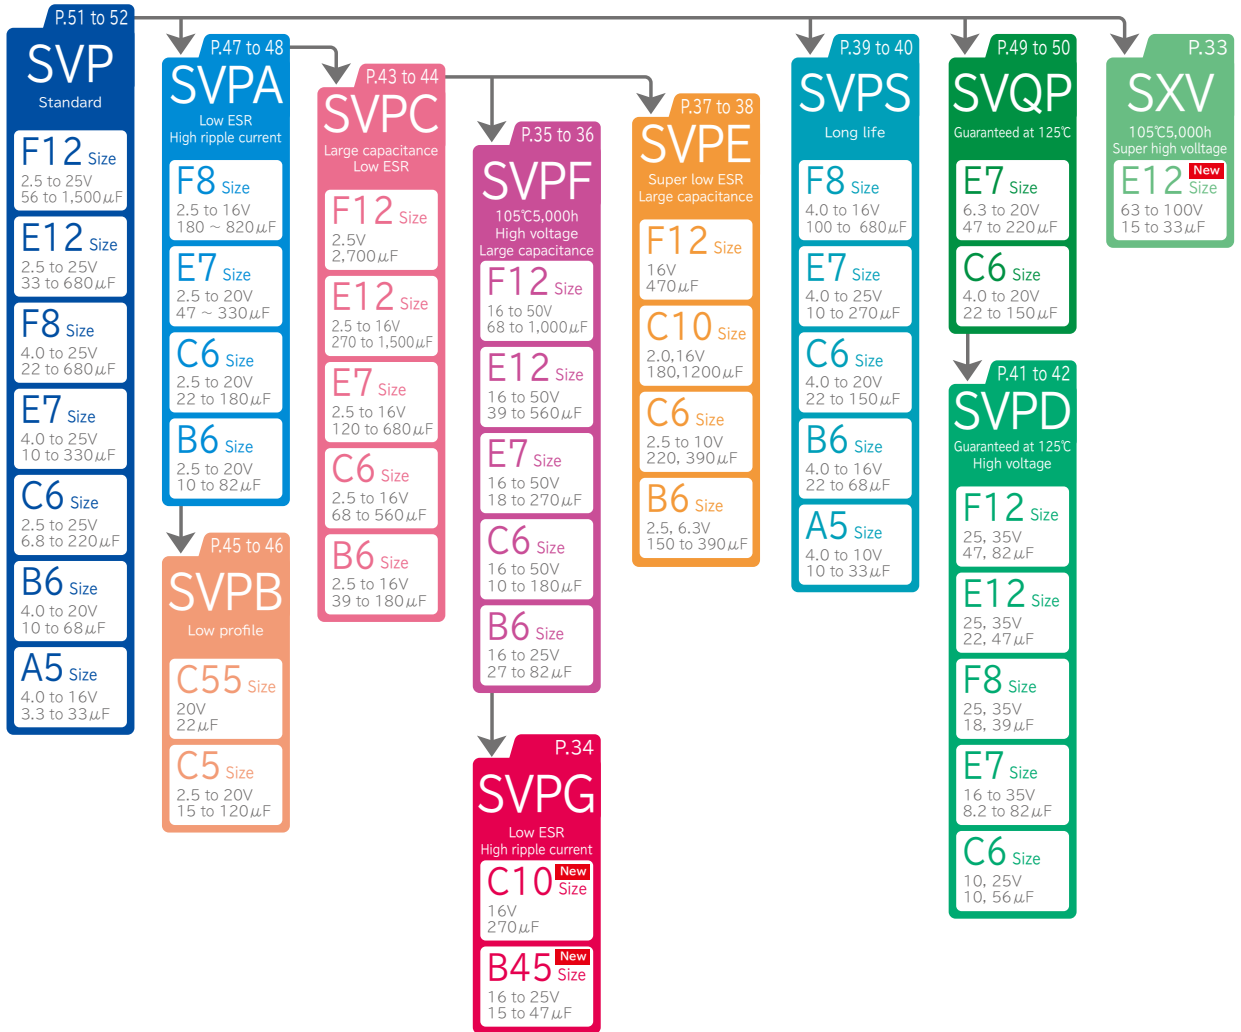 P.51 to 52
SVP
Standard
F12 Size
2.5 to 25V
56 to 1,500μF
E12 Size
2.5 to 25V
33 to 680μF
F8 Size
4.0 to 25V
22 to 680μF
E7 Size
4.0 to 25V
10 to 330μF
C6 Size
2.5 to 25V
6.8 to 220μF
B6 Size
4.0 to 20V
10 to 68μF
A5 Size
4.0 to 16V
3.3 to 33μF
P.47 to 48
SVPA
Low ESR
High ripple current
F8 Size
2.5 to 16V
180 ~ 820μF
E7 Size
2.5 to 20V
47 ~ 330μF
C6 Size
2.5 to 20V
22 to 180μF
B6 Size
2.5 to 20V
10 to 82μF
P.45 to 46
SVPB
Low profile
C55 Size
20V
22μF
C5 Size
2.5 to 20V
15 to 120μF
P.43 to 44
SVPC
Large capacitance
Low ESR
F12 Size
2.5V
2,700μF
E12 Size
2.5 to 16V
270 to 1,500μF
E7 Size
2.5 to 16V
120 to 680μF
C6 Size
2.5 to 16V
68 to 560μF
B6 Size
2.5 to 16V
39 to 180μF
P.35 to 36
SVPF
105℃5,000h
High voltage
Large capacitance
F12 Size
16 to 50V
68 to 1,000μF
E12 Size
16 to 50V
39 to 560μF
E7 Size
16 to 50V
18 to 270μF
C6 Size
16 to 50V
10 to 180μF
B6 Size
16 to 25V
27 to 82μF
P.34
SVPG
Low ESR
High ripple current
New
C10 Size
16V
270μF
New
B45 Size
16 to 25V
15 to 47μF
P.37 to 38
SVPE
Super low ESR
Large capacitance
F12 Size
16V
470μF
C10 Size
2.0,16V
180,1200μF
C6 Size
2.5 to 10V
220, 390μF
B6 Size
2.5, 6.3V
150 to 390μF
P.39 to 40
SVPS
Long life
F8 Size
4.0 to 16V
100 to 680μF
E7 Size
4.0 to 25V
10 to 270μF
C6 Size
4.0 to 20V
22 to 150μF
B6 Size
4.0 to 16V
22 to 68μF
A5 Size
4.0 to 10V
10 to 33μF
P.49 to 50
SVQP
Guaranteed at 125℃
E7 Size
6.3 to 20V
47 to 220μF
C6 Size
4.0 to 20V
22 to 150μF
P.41 to 42
SVPD
Guaranteed at 125℃
High voltage
F12 Size
25, 35V
47, 82μF
E12 Size
25, 35V
22, 47μF
F8 Size
25, 35V
18, 39μF
E7 Size
16 to 35V
8.2 to 82μF
C6 Size
10, 25V
10, 56μF
P.33
SXV
105℃5,000h
Super high volltage
New
E12 Size
63 to 100V
15 to 33μF